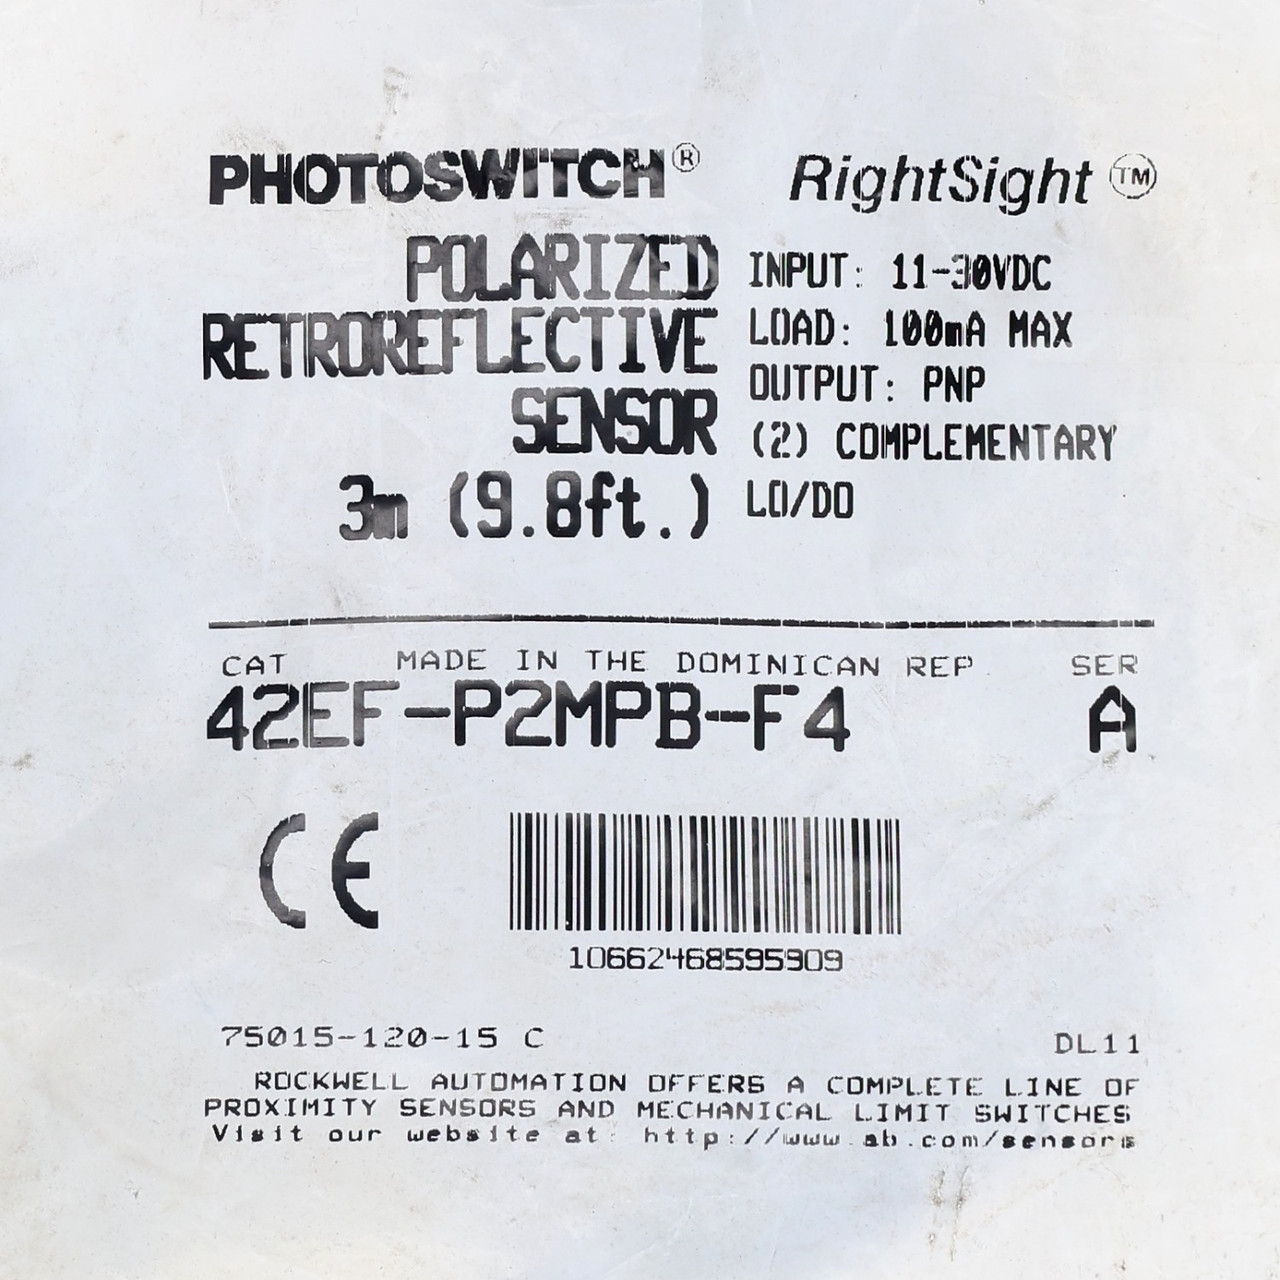 PHOTOSWITCH® RightSight™
POLARIZED
RETROREFLECTIVE
SENSOR
3m (9.8ft.)
INPUT: 11-30VDC
LOAD: 100mA MAX
OUTPUT: PNP
(2) COMPLEMENTARY
LO/DO
CAT MADE IN THE DOMINICAN REP. SER
42EF-P2MPB-F4 A
CE
10662468595909
75015-120-15 C DL11
ROCKWELL AUTOMATION OFFERS A COMPLETE LINE OF
PROXIMITY SENSORS AND MECHANICAL LIMIT SWITCHES
Visit our website at: http://www.ab.com/sensors